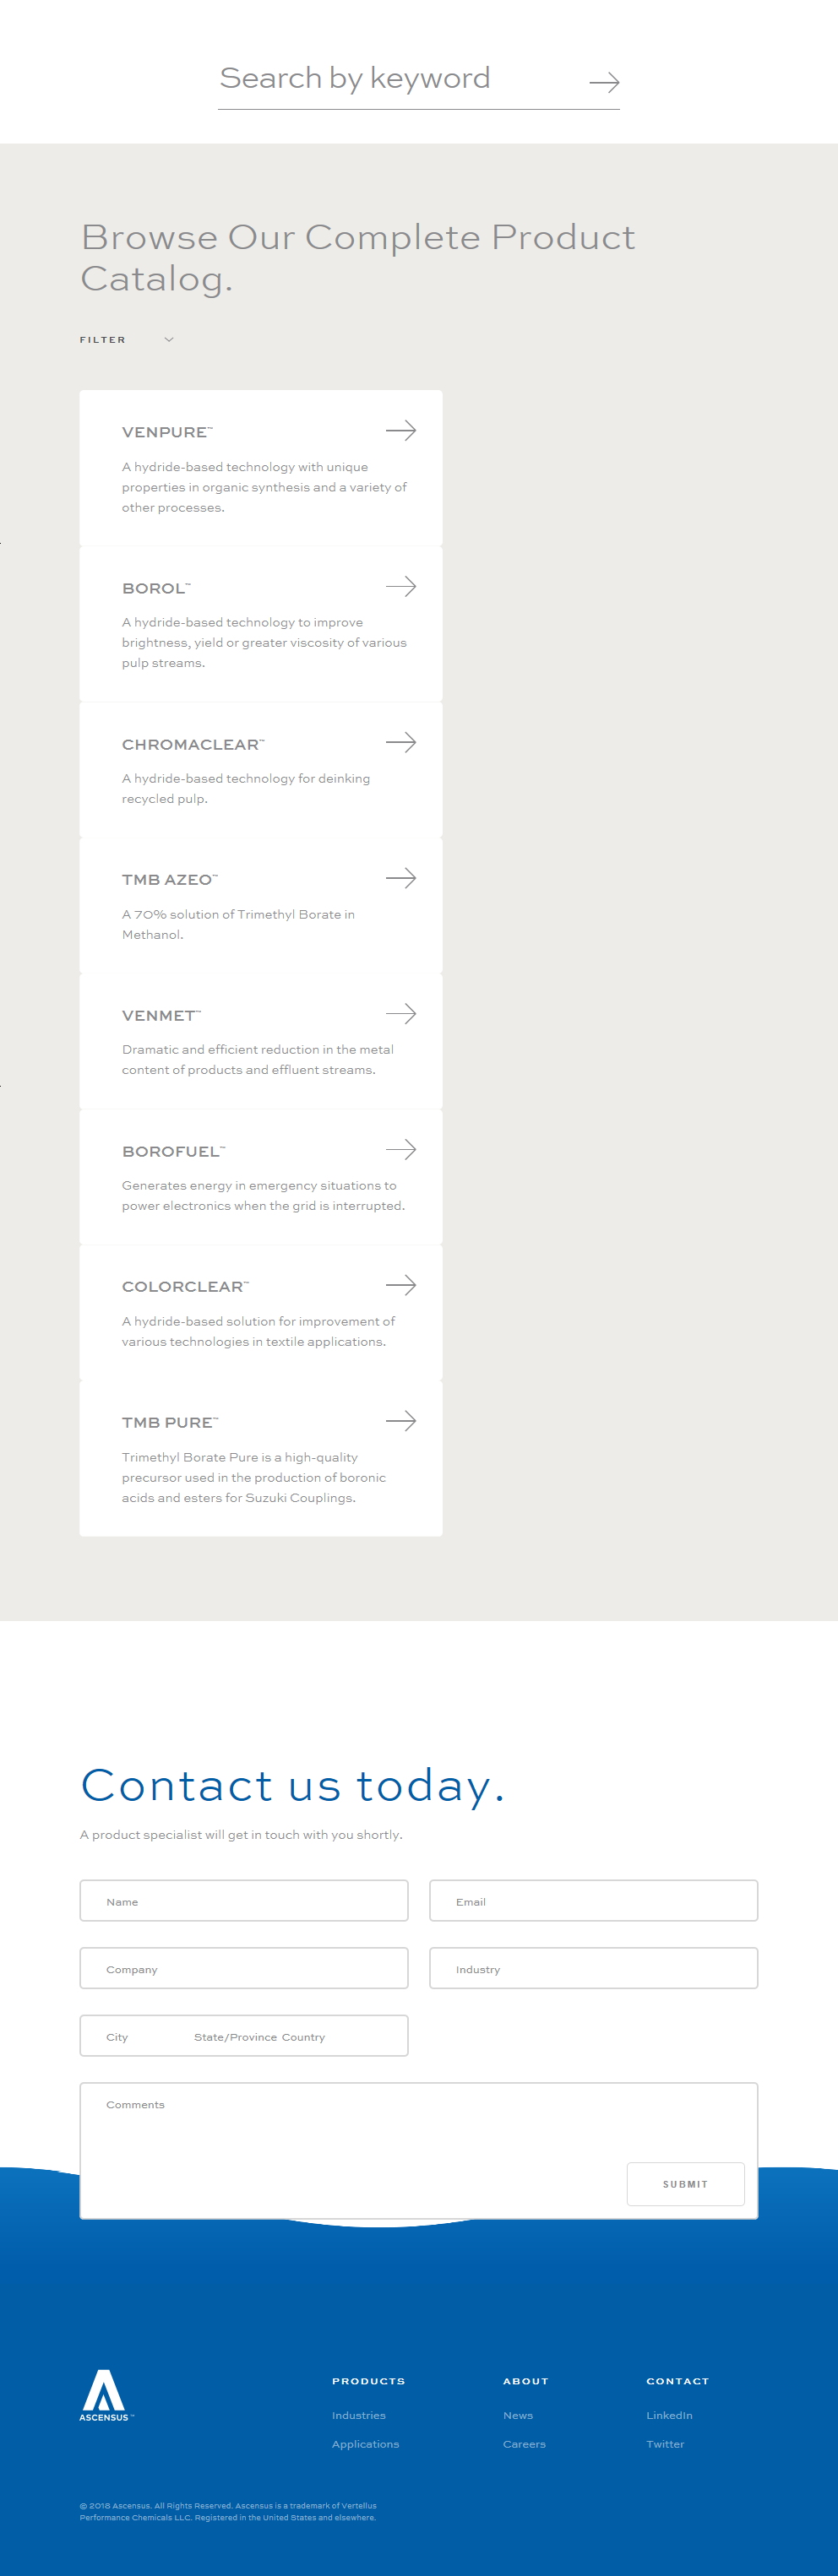 Search by keyword
Browse Our Complete Product
Catalog.
FILTER
VENPURE™
A hydride-based technology with unique
properties in organic synthesis and a variety of
other processes.
BOROL™
A hydride-based technology to improve
brightness, yield or greater viscosity of various
pulp streams.
CHROMACLEAR™
A hydride-based technology for deinking
recycled pulp.
TMB AZEO™
A 70% solution of Trimethyl Borate in
Methanol.
VENMET™
Dramatic and efficient reduction in the metal
content of products and effluent streams.
BOROFUEL™
Generates energy in emergency situations to
power electronics when the grid is interrupted.
COLORCLEAR™
A hydride-based solution for improvement of
various technologies in textile applications.
TMB PURE™
Trimethyl Borate Pure is a high-quality
precursor used in the production of boronic
acids and esters for Suzuki Couplings.
Contact us today.
A product specialist will get in touch with you shortly.
Name Email
Company Industry
City State/Province Country
Comments
SUBMIT
ASCENSUS™
PRODUCTS ABOUT CONTACT
Industries News LinkedIn
Applications Careers Twitter
© 2018 Ascensus. All Rights Reserved. Ascensus is a trademark of Vertellus
Performance Chemicals LLC. Registered in the United States and elsewhere.